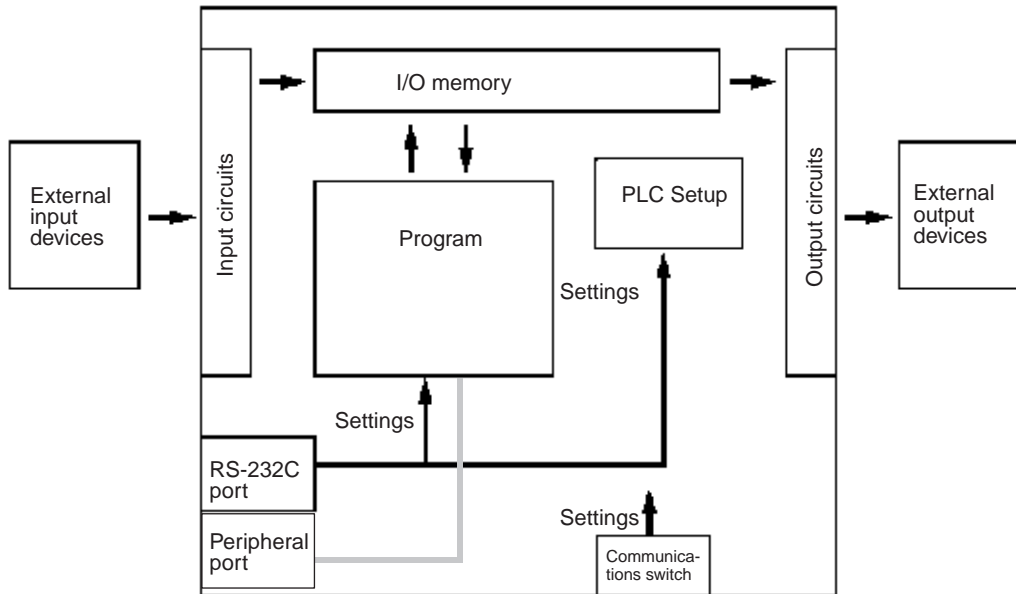 I/O memory
External
input
devices
Input circuits
Program
PLC Setup
Output circuits
External
output
devices
Settings
Settings
RS-232C
port
Settings
Peripheral
port
Communica-
tions switch